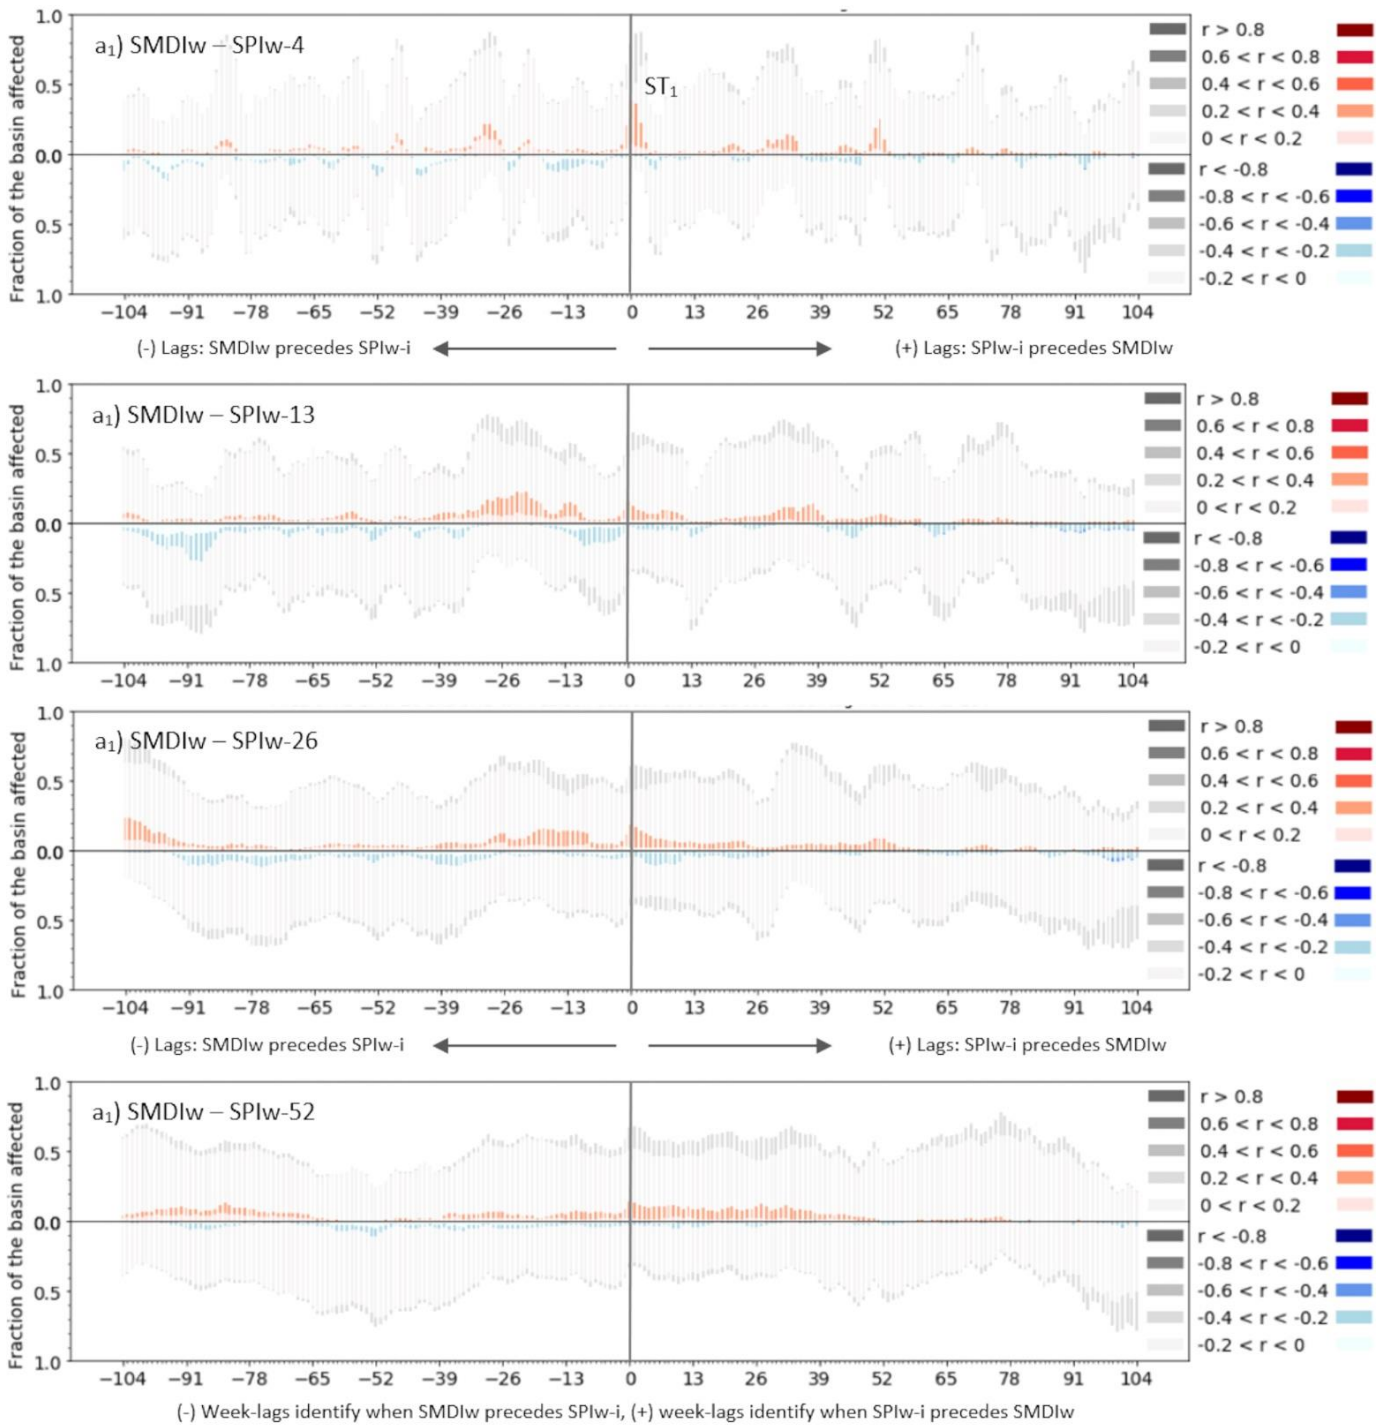 a₁) SMDIw – SPIw-4
ST₁
Fraction of the basin affected
1.0
0.5
0.0
0.5
1.0
−104 −91 −78 −65 −52 −39 −26 −13 0 13 26 39 52 65 78 91 104
r > 0.8
0.6 < r < 0.8
0.4 < r < 0.6
0.2 < r < 0.4
0 < r < 0.2
r < -0.8
-0.8 < r < -0.6
-0.6 < r < -0.4
-0.4 < r < -0.2
-0.2 < r < 0
(-) Lags: SMDIw precedes SPIw-i (+) Lags: SPIw-i precedes SMDIw
a₁) SMDIw – SPIw-13
Fraction of the basin affected
1.0
0.5
0.0
0.5
1.0
−104 −91 −78 −65 −52 −39 −26 −13 0 13 26 39 52 65 78 91 104
r > 0.8
0.6 < r < 0.8
0.4 < r < 0.6
0.2 < r < 0.4
0 < r < 0.2
r < -0.8
-0.8 < r < -0.6
-0.6 < r < -0.4
-0.4 < r < -0.2
-0.2 < r < 0
a₁) SMDIw – SPIw-26
Fraction of the basin affected
1.0
0.5
0.0
0.5
1.0
−104 −91 −78 −65 −52 −39 −26 −13 0 13 26 39 52 65 78 91 104
r > 0.8
0.6 < r < 0.8
0.4 < r < 0.6
0.2 < r < 0.4
0 < r < 0.2
r < -0.8
-0.8 < r < -0.6
-0.6 < r < -0.4
-0.4 < r < -0.2
-0.2 < r < 0
(-) Lags: SMDIw precedes SPIw-i (+) Lags: SPIw-i precedes SMDIw
a₁) SMDIw – SPIw-52
Fraction of the basin affected
1.0
0.5
0.0
0.5
1.0
−104 −91 −78 −65 −52 −39 −26 −13 0 13 26 39 52 65 78 91 104
r > 0.8
0.6 < r < 0.8
0.4 < r < 0.6
0.2 < r < 0.4
0 < r < 0.2
r < -0.8
-0.8 < r < -0.6
-0.6 < r < -0.4
-0.4 < r < -0.2
-0.2 < r < 0
(-) Week-lags identify when SMDIw precedes SPIw-i, (+) week-lags identify when SPIw-i precedes SMDIw